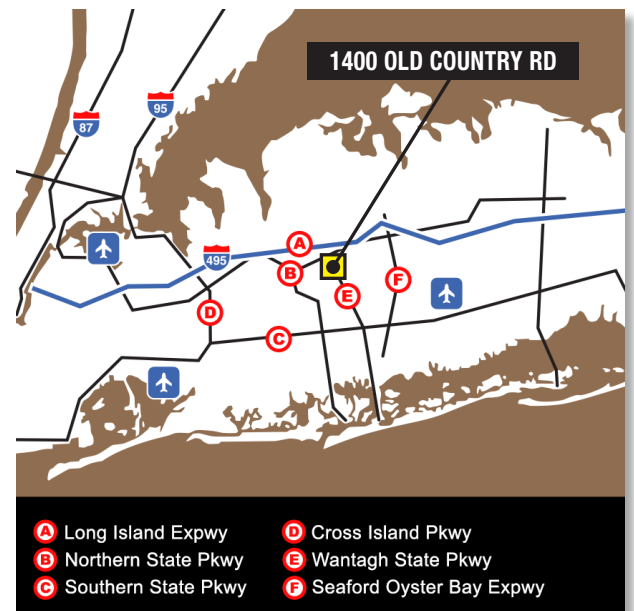 1400 OLD COUNTRY RD
95
87
495
A
B
E
F
D
C
A Long Island Expwy
B Northern State Pkwy
C Southern State Pkwy
D Cross Island Pkwy
E Wantagh State Pkwy
F Seaford Oyster Bay Expwy